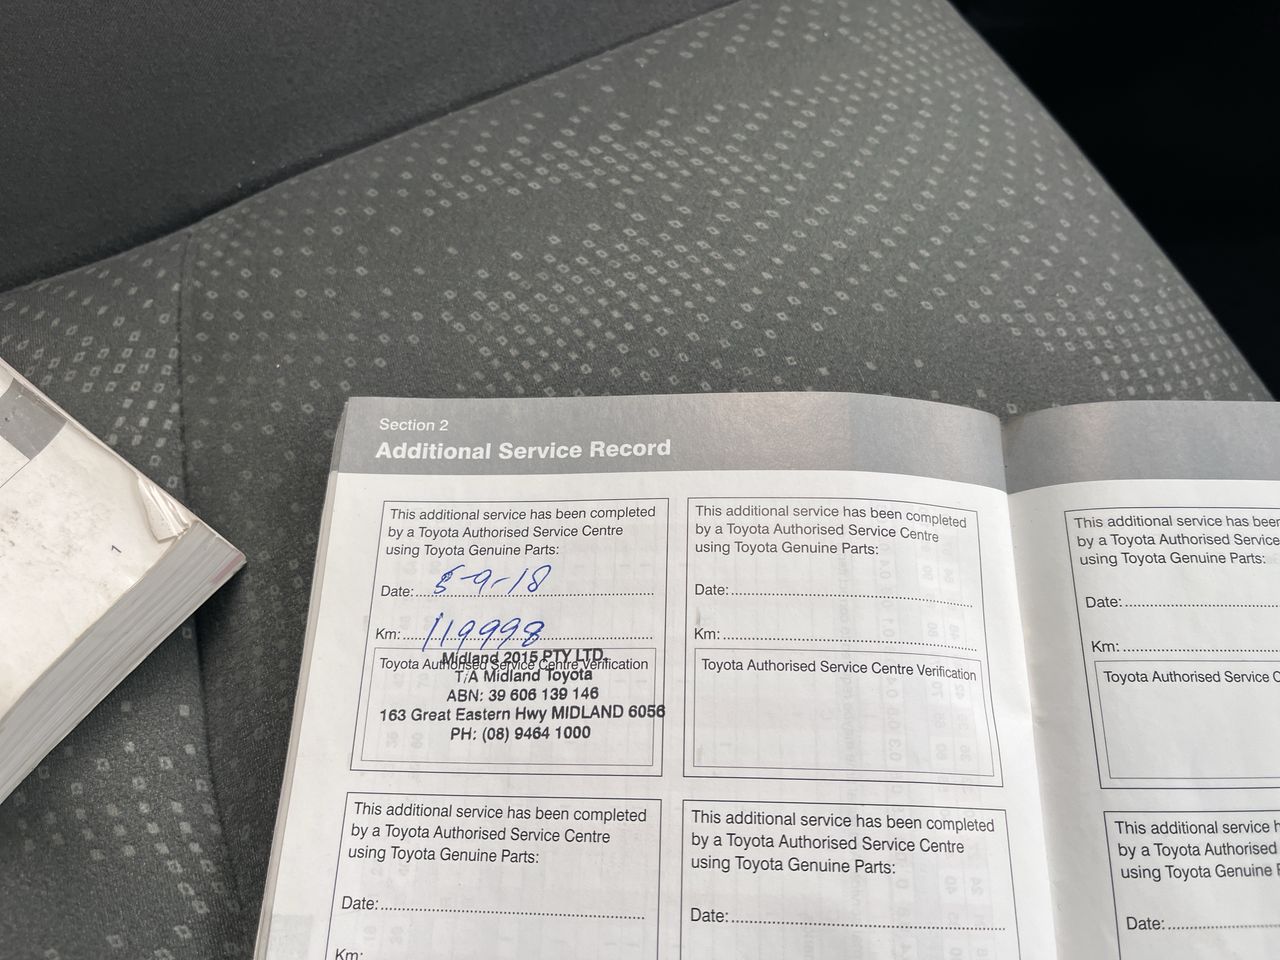 Section 2
Additional Service Record
This additional service has been completed
by a Toyota Authorised Service Centre
using Toyota Genuine Parts:
Date: 5-9-18
Km: 119998
Toyota Authorised Service Centre Verification
Midland 2015 PTY LTD.
T/A Midland Toyota
ABN: 39 606 139 146
163 Great Eastern Hwy MIDLAND 6056
PH: (08) 9464 1000
This additional service has been completed
by a Toyota Authorised Service Centre
using Toyota Genuine Parts:
Date:
Km:
Toyota Authorised Service Centre Verification
This additional service has been
by a Toyota Authorised Service
using Toyota Genuine Parts:
Date:
Km:
Toyota Authorised Service C
This additional service has been completed
by a Toyota Authorised Service Centre
using Toyota Genuine Parts:
Date:
Km:
This additional service has been completed
by a Toyota Authorised Service Centre
using Toyota Genuine Parts:
Date:
This additional service h
by a Toyota Authorised
using Toyota Genuine
Date: